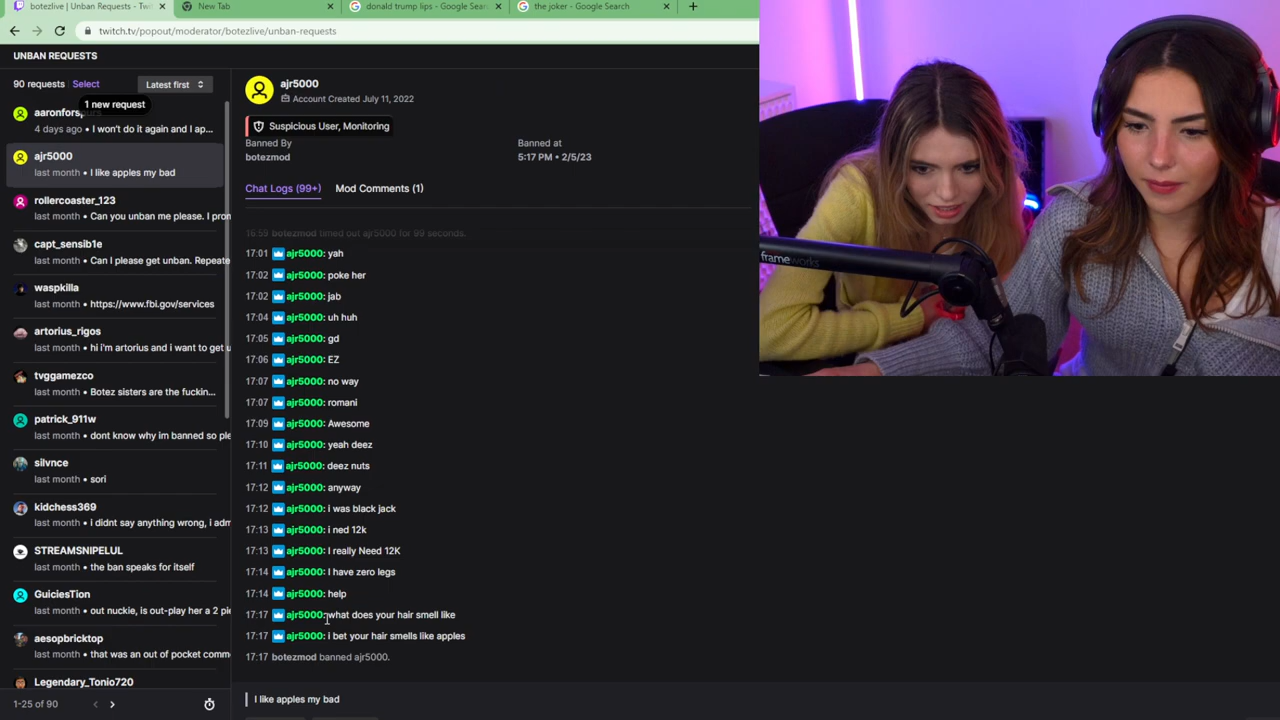 botezlive | Unban Requests - Twi
New Tab
donald trump lips - Google Sear
the joker - Google Search
twitch.tv/popout/moderator/botezlive/unban-requests
UNBAN REQUESTS
90 requests | Select
Latest first
1 new request
aaronforspurs
4 days ago • I won't do it again and I ap...
ajr5000
last month • I like apples my bad
rollercoaster_123
last month • Can you unban me please. I pron
capt_sensib1e
last month • Can I please get unban. Repeate
waspkilla
last month • https://www.fbi.gov/services
artorius_rigos
last month • hi i'm artorius and i want to get u
tvggamezco
last month • Botez sisters are the fuckin...
patrick_911w
last month • dont know why im banned so ple
silvnce
last month • sori
kidchess369
last month • i didnt say anything wrong, i adm
STREAMSNIPELUL
last month • the ban speaks for itself
GuiciesTion
last month • out nuckie, is out-play her a 2 pie
aesopbricktop
last month • that was an out of pocket comm
Legendary_Tonio720
1-25 of 90
ajr5000
Account Created July 11, 2022
Suspicious User, Monitoring
Banned By
botezmod
Banned at
5:17 PM • 2/5/23
Chat Logs (99+)
Mod Comments (1)
16:59 botezmod timed out ajr5000 for 99 seconds.
17:01 ajr5000: yah
17:02 ajr5000: poke her
17:02 ajr5000: jab
17:04 ajr5000: uh huh
17:05 ajr5000: gd
17:06 ajr5000: EZ
17:07 ajr5000: no way
17:07 ajr5000: romani
17:09 ajr5000: Awesome
17:10 ajr5000: yeah deez
17:11 ajr5000: deez nuts
17:12 ajr5000: anyway
17:12 ajr5000: i was black jack
17:13 ajr5000: i ned 12k
17:13 ajr5000: I really Need 12K
17:14 ajr5000: I have zero legs
17:14 ajr5000: help
17:17 ajr5000: what does your hair smell like
17:17 ajr5000: i bet your hair smells like apples
17:17 botezmod banned ajr5000.
I like apples my bad
frameworks